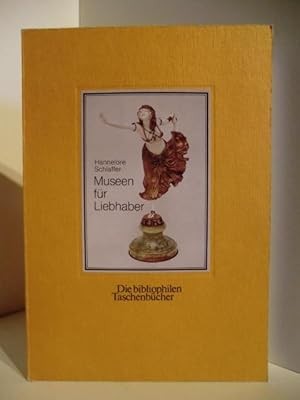 Hannelore
Schlaffer
Museen
für
Liebhaber
Die bibliophilen
Taschenbücher